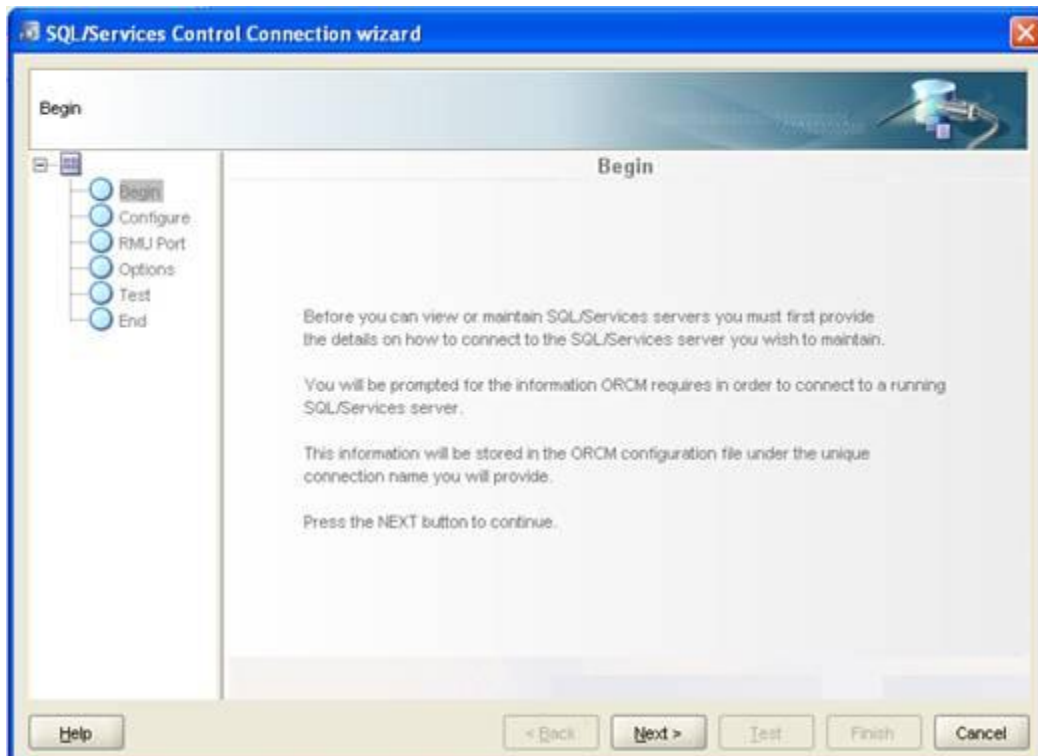 SQL/Services Control Connection wizard
Begin
Begin
Begin
Configure
RMU Port
Options
Test
End
Before you can view or maintain SQL/Services servers you must first provide
the details on how to connect to the SQL/Services server you wish to maintain.
You will be prompted for the information ORCM requires in order to connect to a running
SQL/Services server.
This information will be stored in the ORCM configuration file under the unique
connection name you will provide.
Press the NEXT button to continue.
Help
< Back
Next >
Test
Finish
Cancel